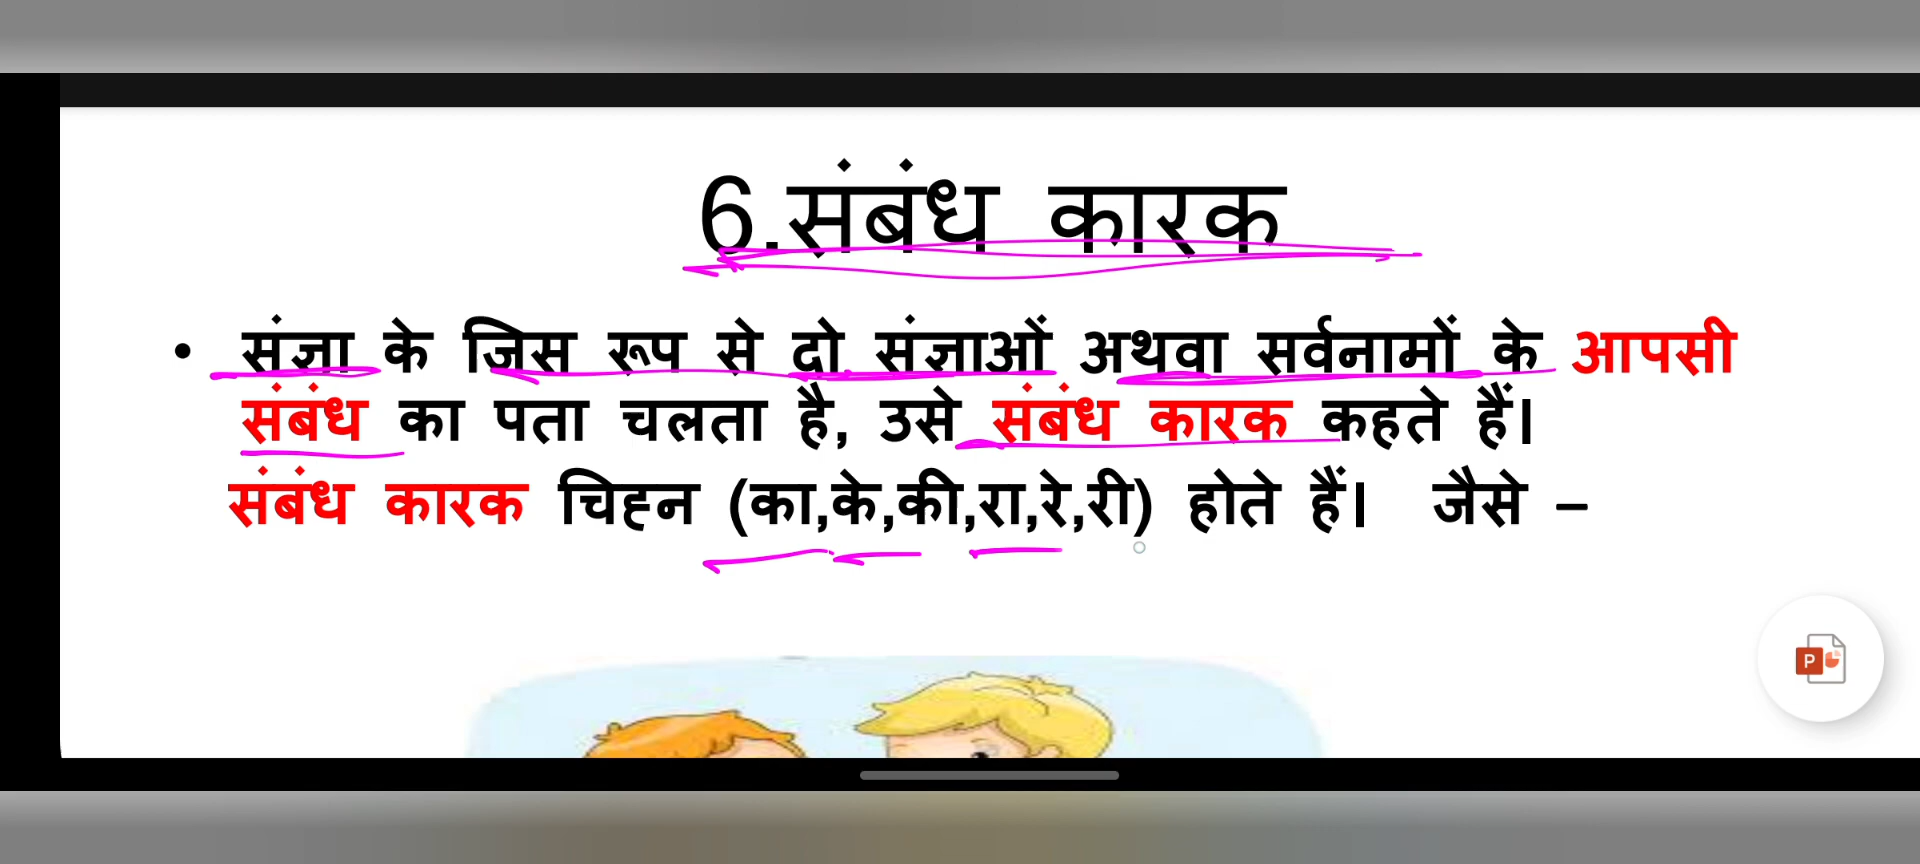 6.संबंध कारक
• संज्ञा के जिस रूप से दो संज्ञाओं अथवा सर्वनामों के आपसी
संबंध का पता चलता है, उसे संबंध कारक कहते हैं।
संबंध कारक चिह्न (का,के,की,रा,रे,री) होते हैं। जैसे –
P